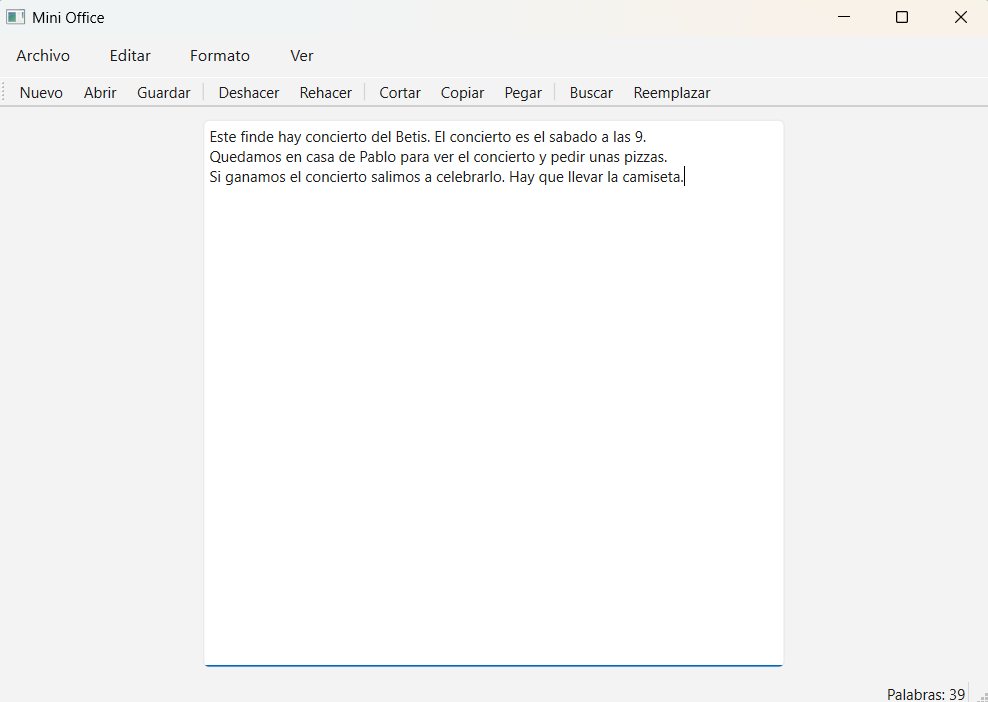 Mini Office
Archivo Editar Formato Ver
Nuevo Abrir Guardar Deshacer Rehacer Cortar Copiar Pegar Buscar Reemplazar
Este finde hay concierto del Betis. El concierto es el sabado a las 9.
Quedamos en casa de Pablo para ver el concierto y pedir unas pizzas.
Si ganamos el concierto salimos a celebrarlo. Hay que llevar la camiseta.
Palabras: 39